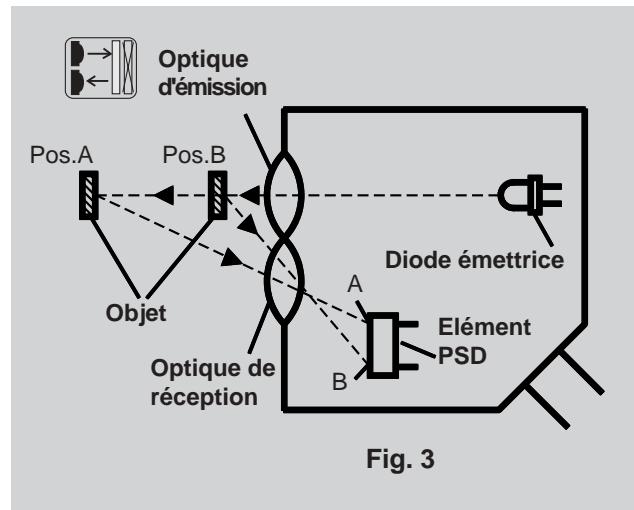 Optique
d'émission
Pos.A
Pos.B
Diode émettrice
A
Objet
Elément
PSD
Optique de
réception
B
Fig. 3